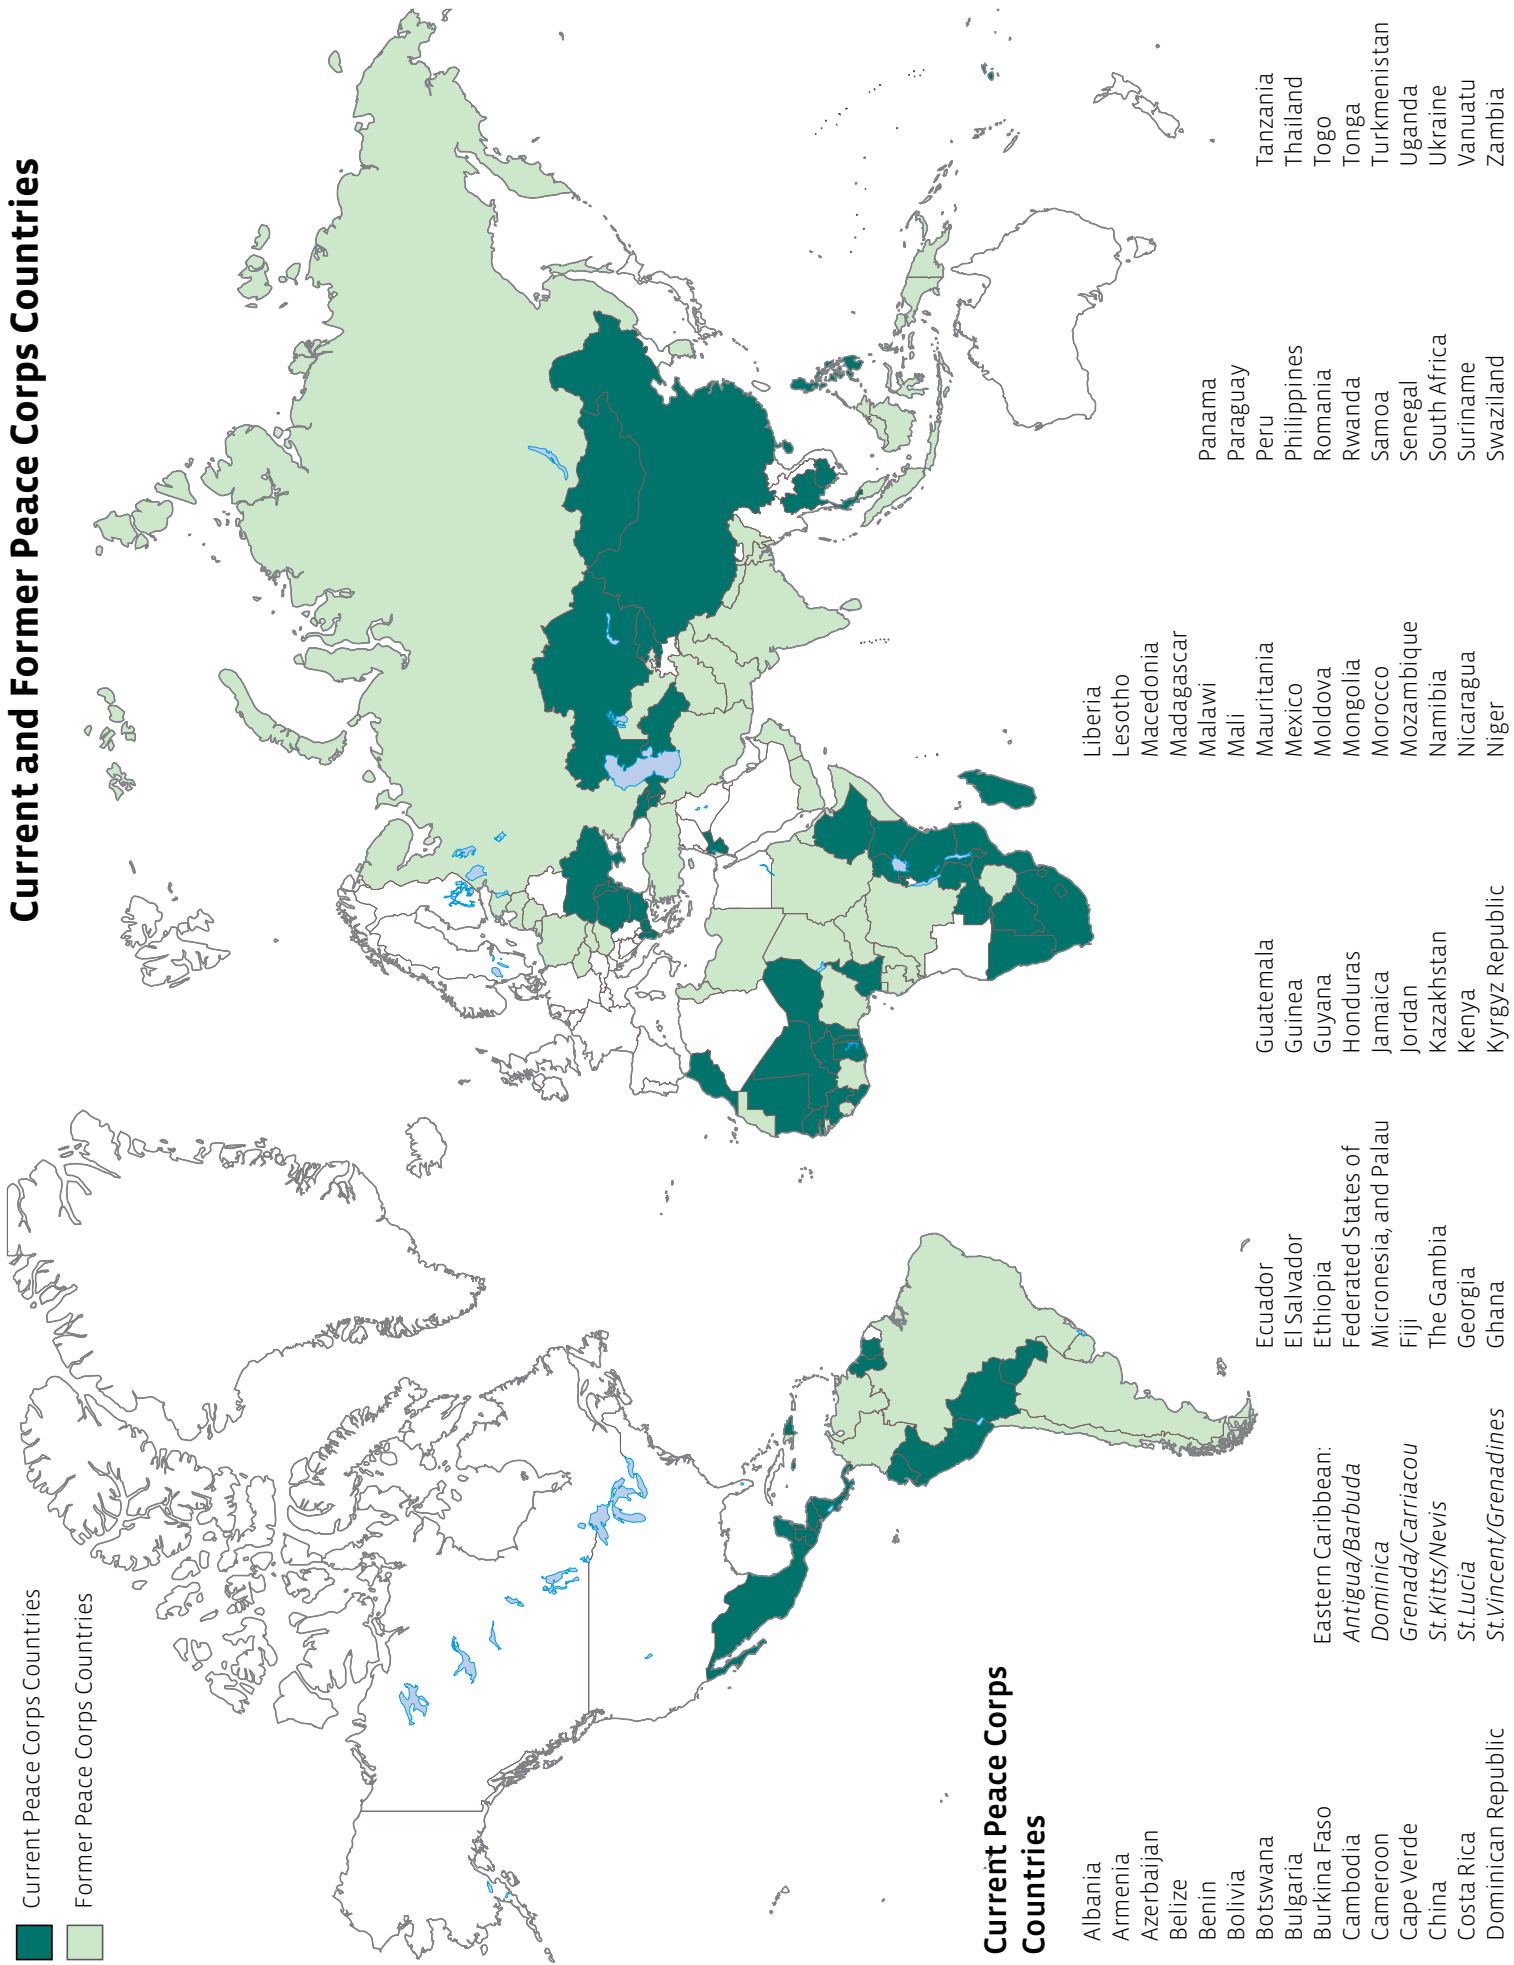 Current and Former Peace Corps Countries
Current Peace Corps Countries
Former Peace Corps Countries
Current Peace Corps
Countries
Albania
Armenia
Azerbaijan
Belize
Benin
Bolivia
Botswana
Bulgaria
Burkina Faso
Cambodia
Cameroon
Cape Verde
China
Costa Rica
Dominican Republic
Eastern Caribbean:
Antigua/Barbuda
Dominica
Grenada/Carriacou
St.Kitts/Nevis
St.Lucia
St.Vincent/Grenadines
Ecuador
El Salvador
Ethiopia
Federated States of
Micronesia, and Palau
Fiji
The Gambia
Georgia
Ghana
Guatemala
Guinea
Guyana
Honduras
Jamaica
Jordan
Kazakhstan
Kenya
Kyrgyz Republic
Liberia
Lesotho
Macedonia
Madagascar
Malawi
Mali
Mauritania
Mexico
Moldova
Mongolia
Morocco
Mozambique
Namibia
Nicaragua
Niger
Panama
Paraguay
Peru
Philippines
Romania
Rwanda
Samoa
Senegal
South Africa
Suriname
Swaziland
Tanzania
Thailand
Togo
Tonga
Turkmenistan
Uganda
Ukraine
Vanuatu
Zambia